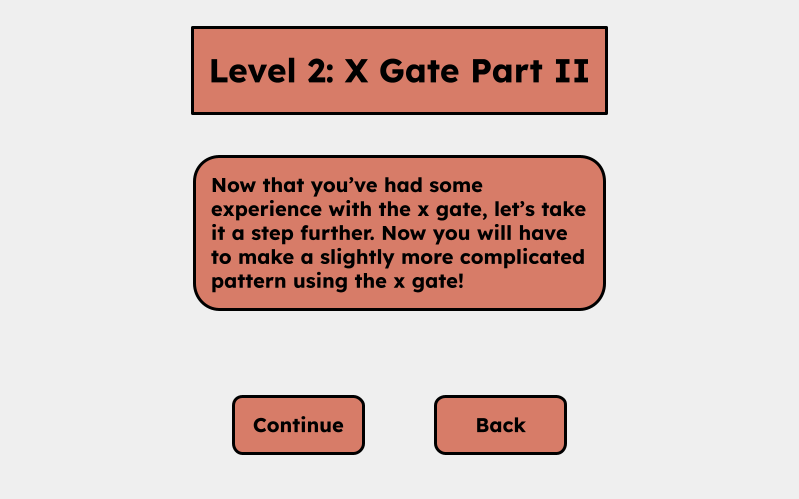 Level 2: X Gate Part II
Now that you’ve had some
experience with the x gate, let’s take
it a step further. Now you will have
to make a slightly more complicated
pattern using the x gate!
Continue
Back